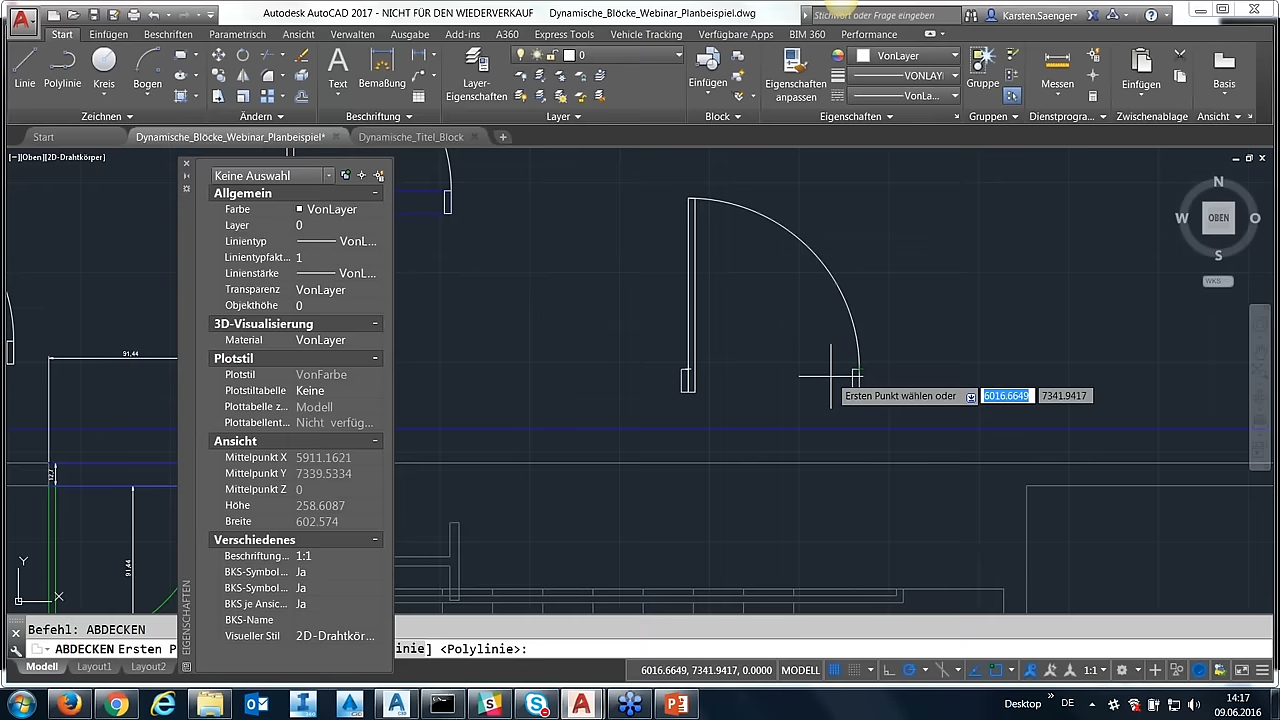 Autodesk AutoCAD 2017 - NICHT FÜR DEN WIEDERVERKAUF Dynamische_Blöcke_Webinar_Planbeispiel.dwg
Stichwort oder Frage eingeben
Karsten.Saenger
Start Einfügen Beschriften Parametrisch Ansicht Verwalten Ausgabe Add-ins A360 Express Tools Vehicle Tracking Verfügbare Apps BIM 360 Performance
0
VonLayer
VONLAY...
VonLa...
Linie Polylinie Kreis Bogen
Text Bemaßung
Layer-
Eigenschaften
Einfügen
Eigenschaften
anpassen
Gruppe
Messen
Einfügen
Basis
Zeichnen Ändern Beschriftung Layer Block Eigenschaften Gruppen Dienstprogra... Zwischenablage Ansicht
Start Dynamische_Blöcke_Webinar_Planbeispiel* Dynamische_Titel_Block
[−][Oben][2D-Drahtkörper]
N
W OBEN O
S
WKS
Keine Auswahl
Allgemein
Farbe VonLayer
Layer 0
Linientyp VonL...
Linientypfakt... 1
Linienstärke VonL...
Transparenz VonLayer
Objekthöhe 0
3D-Visualisierung
Material VonLayer
Plotstil
Plotstil VonFarbe
Plotstiltabelle Keine
Plottabelle z... Modell
Plottabellent... Nicht verfüg...
Ansicht
Mittelpunkt X 5911.1621
Mittelpunkt Y 7339.5334
Mittelpunkt Z 0
Höhe 258.6087
Breite 602.574
Verschiedenes
Beschriftung... 1:1
BKS-Symbol ... Ja
BKS-Symbol ... Ja
BKS je Ansic... Ja
BKS-Name
Visueller Stil 2D-Drahtkör...
EIGENSCHAFTEN
91,44
12,7
91,44
Y
X
Ersten Punkt wählen oder 6016.6649 7341.9417
Befehl: ABDECKEN
ABDECKEN Ersten P
inie] <Polylinie>:
Modell Layout1 Layout2
6016.6649, 7341.9417, 0.0000 MODELL 1:1
Desktop » DE
14:17
09.06.2016